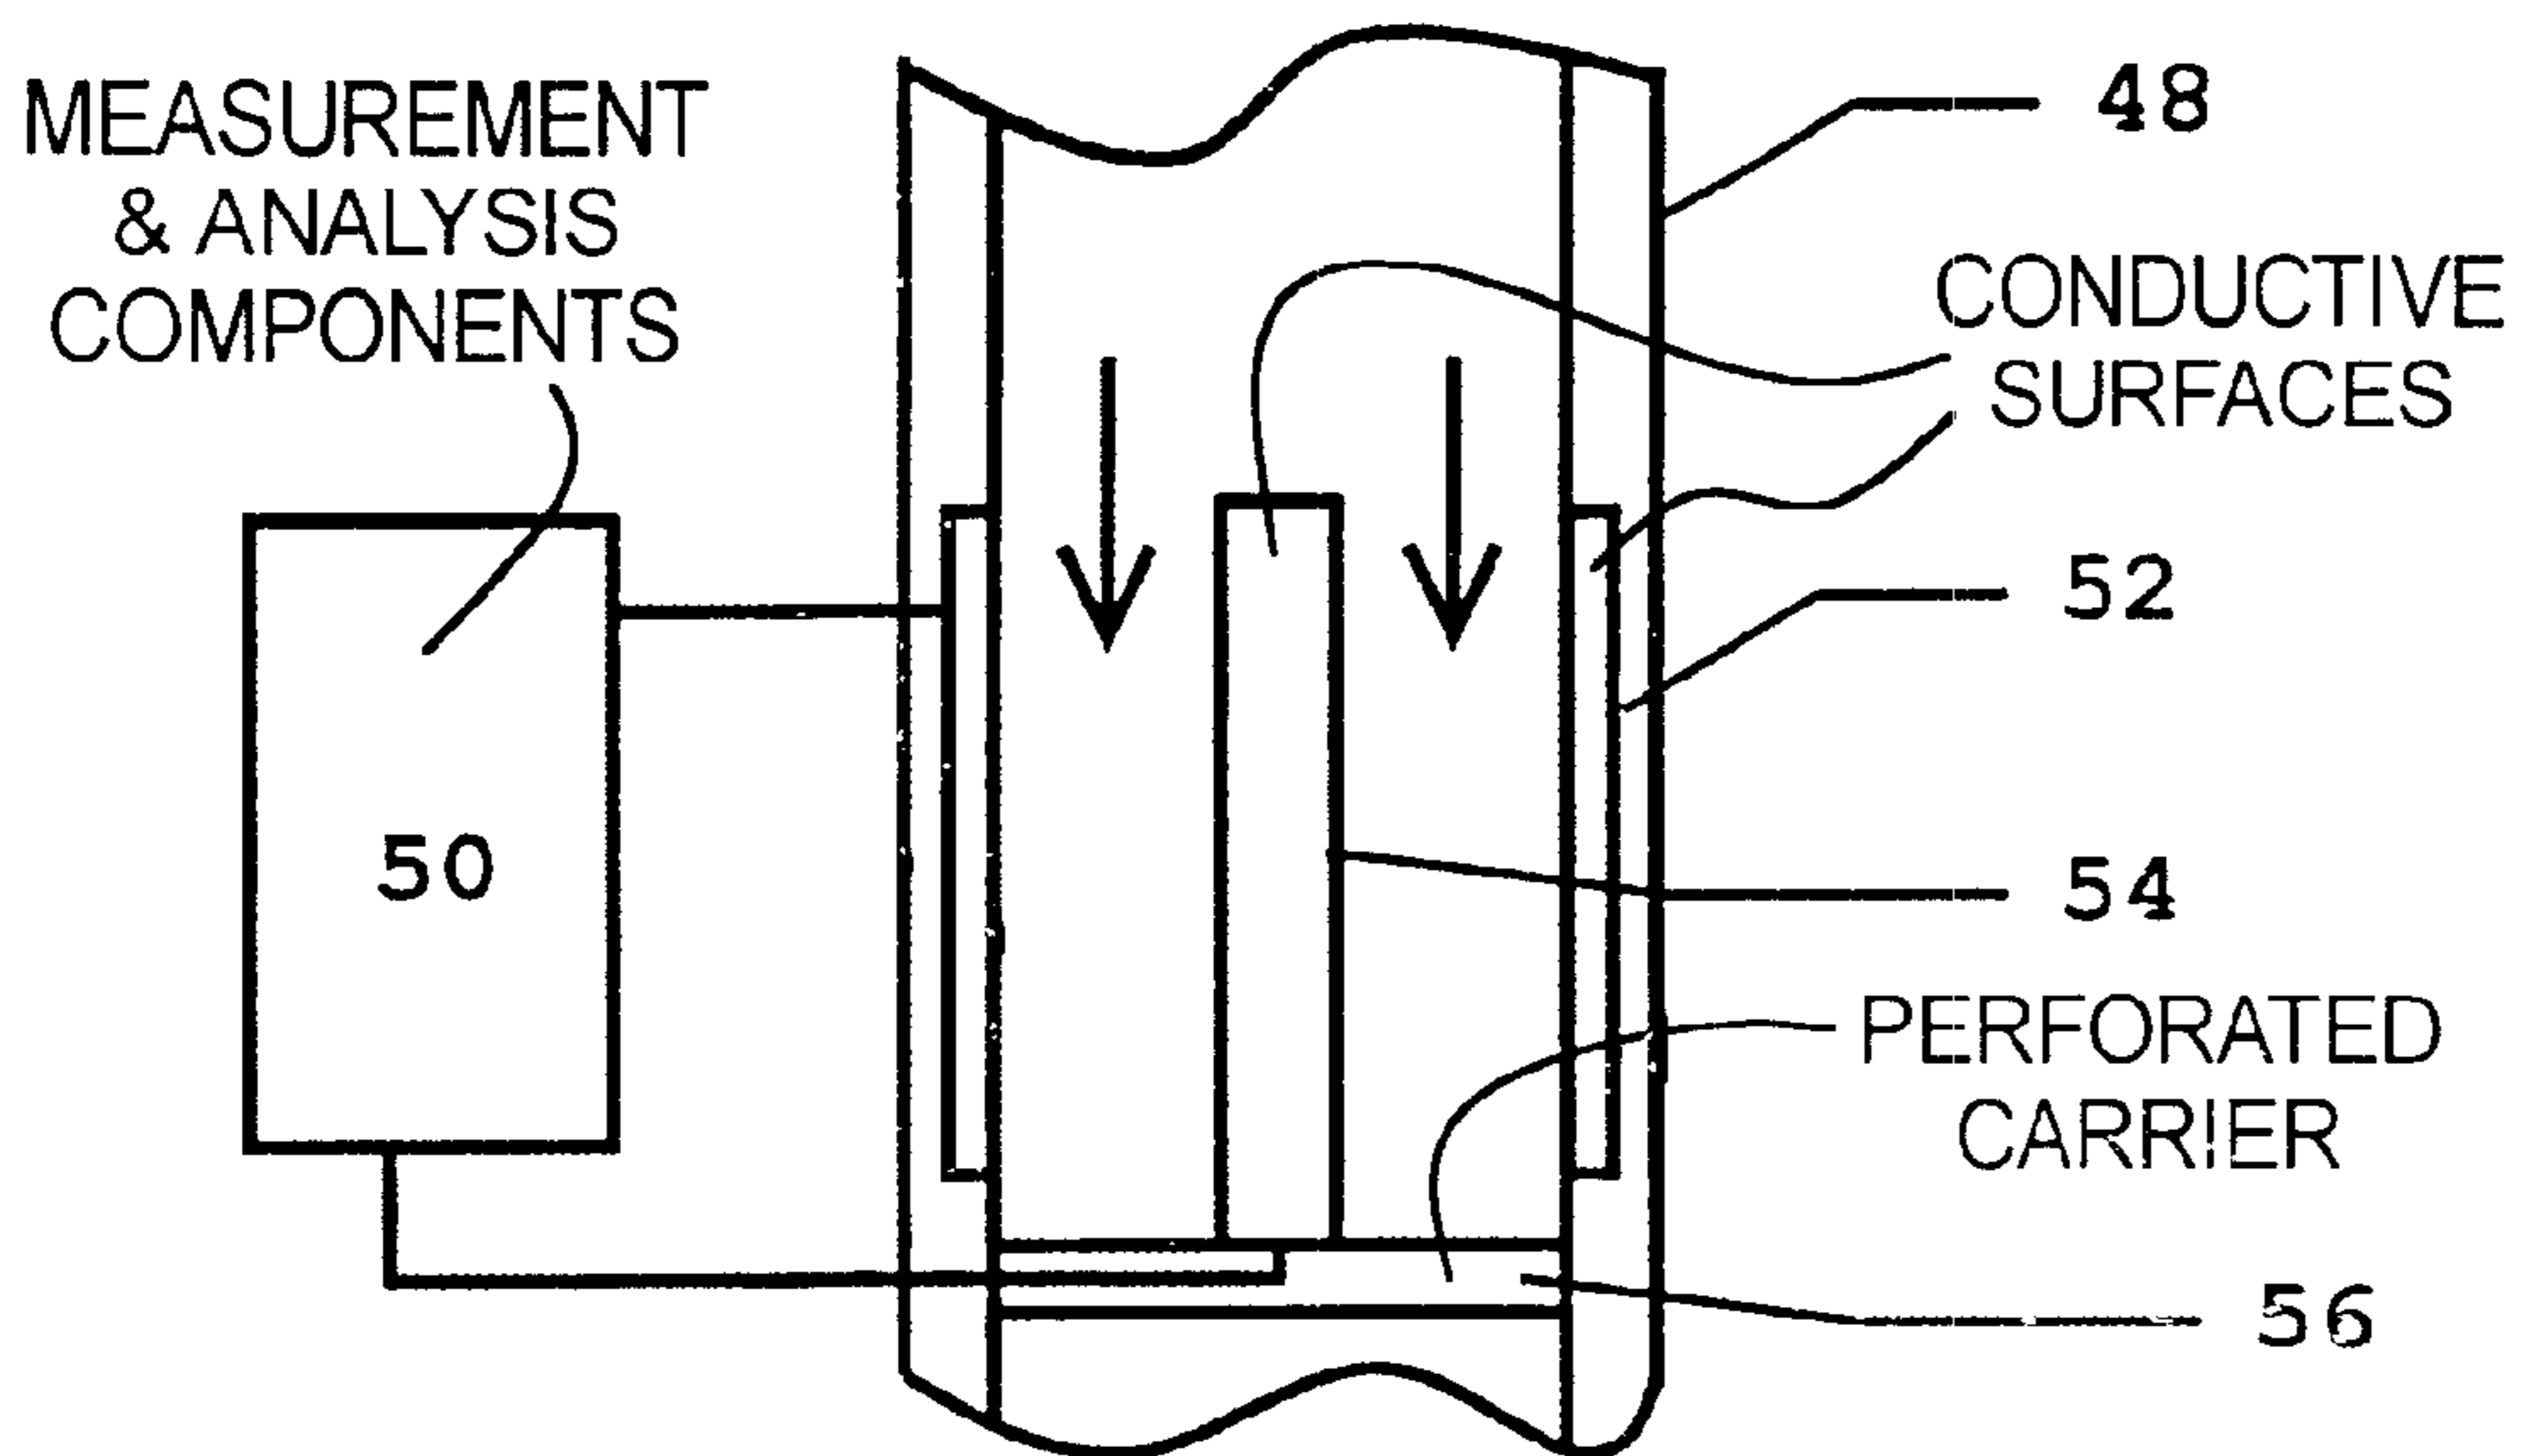 MEASUREMENT
& ANALYSIS
COMPONENTS
48
CONDUCTIVE
SURFACES
52
50
54
PERFORATED
CARRIER
56